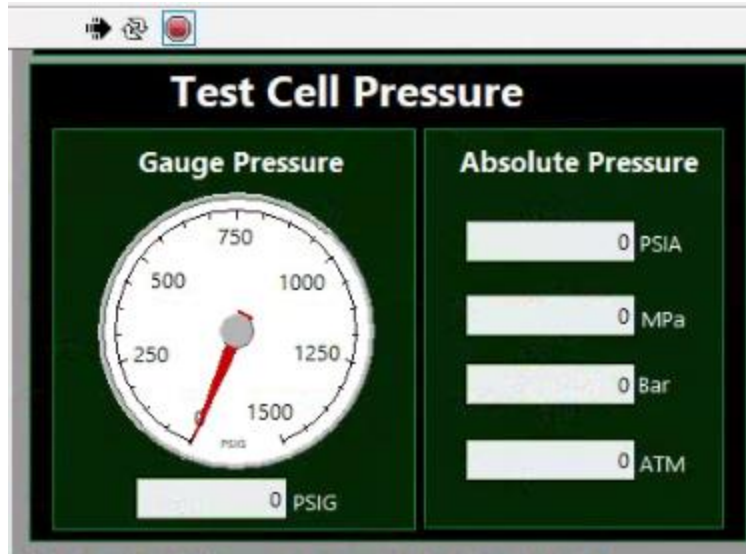 Test Cell Pressure
Gauge Pressure
750
500
1000
250
1250
0
1500
PSIG
0 PSIG
Absolute Pressure
0 PSIA
0 MPa
0 Bar
0 ATM